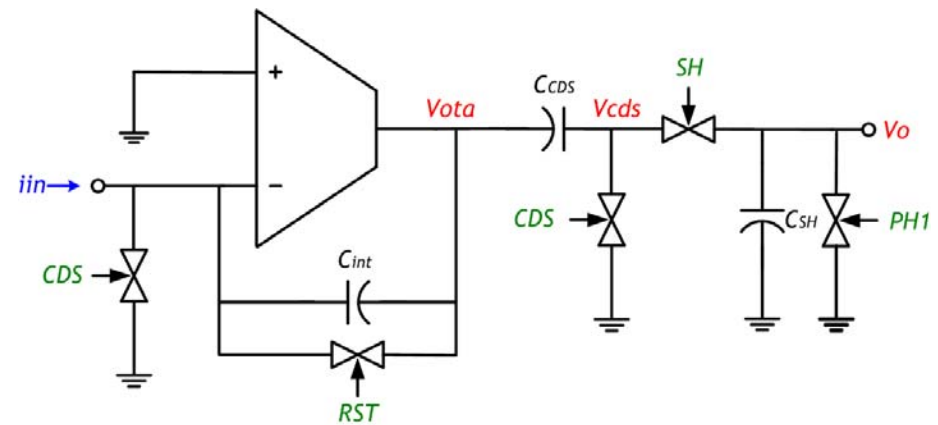 SH
CCDS
+
Vota
Vcds
Vo
iin
−
CDS
CSH
PH1
CDS
Cint
RST